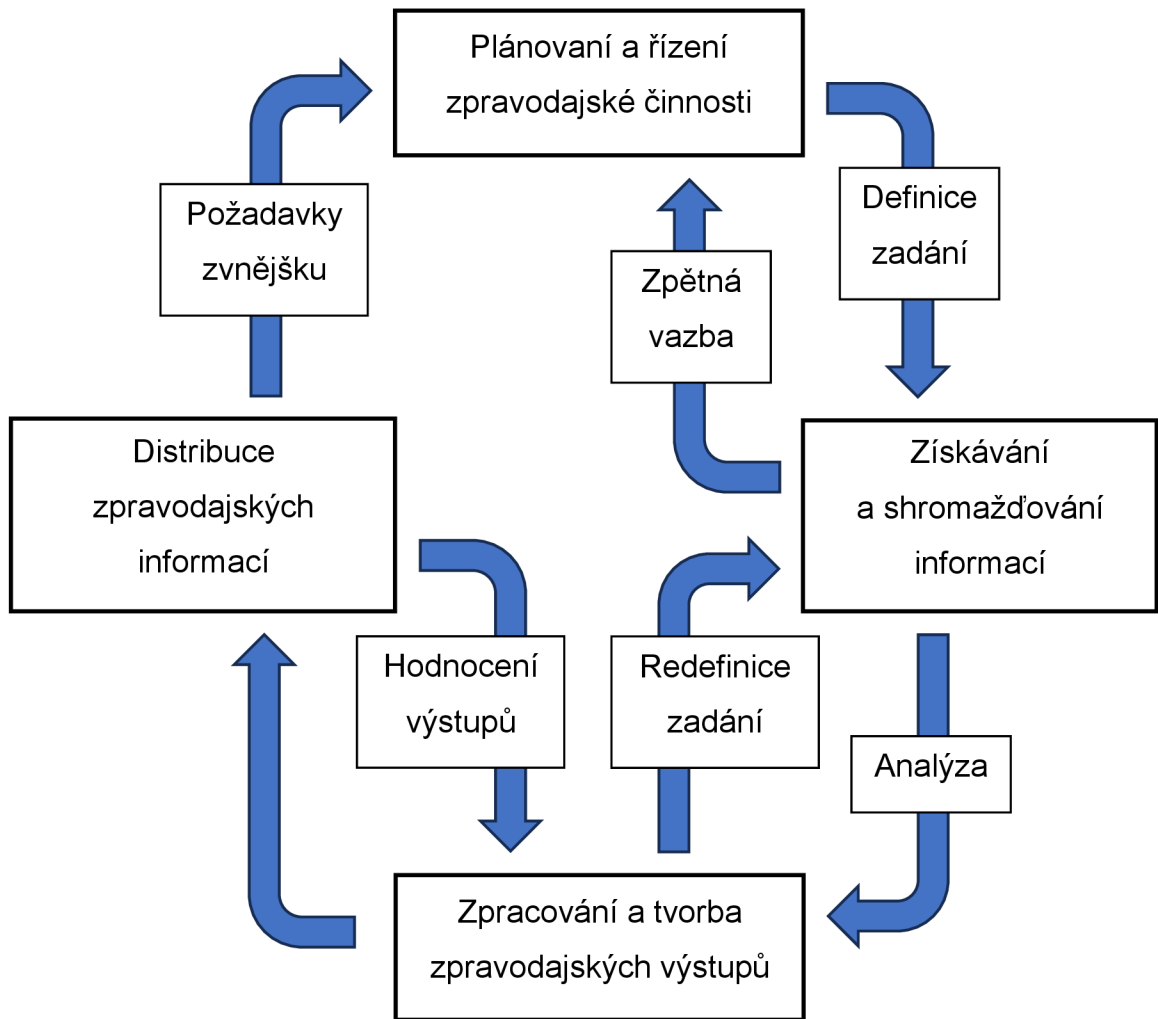 Plánovaní a řízení
zpravodajské činnosti
Požadavky
zvnějšku
Definice
zadání
Zpětná
vazba
Distribuce
zpravodajských
informací
Získávání
a shromažďování
informací
Hodnocení
výstupů
Redefinice
zadání
Analýza
Zpracování a tvorba
zpravodajských výstupů